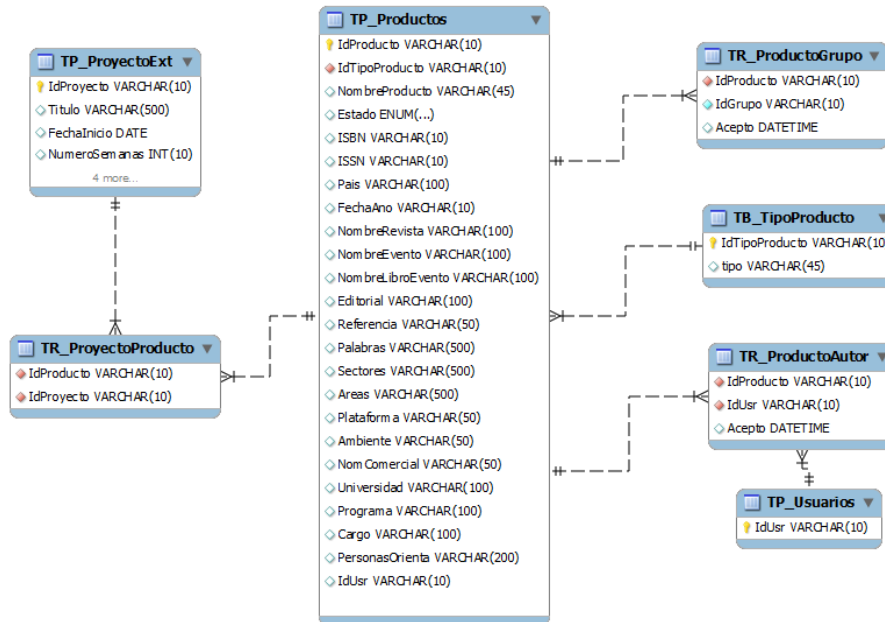 TP_ProyectoExt
IdProyecto VARCHAR(10)
Titulo VARCHAR(500)
FechaInicio DATE
NumeroSemanas INT(10)
4 more...
TR_ProyectoProducto
IdProducto VARCHAR(10)
IdProyecto VARCHAR(10)
TP_Productos
IdProducto VARCHAR(10)
IdTipoProducto VARCHAR(10)
NombreProducto VARCHAR(45)
Estado ENUM(...)
ISBN VARCHAR(10)
ISSN VARCHAR(10)
Pais VARCHAR(100)
FechaAno VARCHAR(10)
NombreRevista VARCHAR(100)
NombreEvento VARCHAR(100)
NombreLibroEvento VARCHAR(100)
Editorial VARCHAR(100)
Referencia VARCHAR(50)
Palabras VARCHAR(500)
Sectores VARCHAR(500)
Areas VARCHAR(500)
Plataforma VARCHAR(50)
Ambiente VARCHAR(50)
NomComercial VARCHAR(50)
Universidad VARCHAR(100)
Programa VARCHAR(100)
Cargo VARCHAR(100)
PersonasOrienta VARCHAR(200)
IdUsr VARCHAR(10)
TR_ProductoGrupo
IdProducto VARCHAR(10)
IdGrupo VARCHAR(10)
Acepto DATETIME
TB_TipoProducto
IdTipoProducto VARCHAR(10
tipo VARCHAR(45)
TR_ProductoAutor
IdProducto VARCHAR(10)
IdUsr VARCHAR(10)
Acepto DATETIME
TP_Usuarios
IdUsr VARCHAR(10)